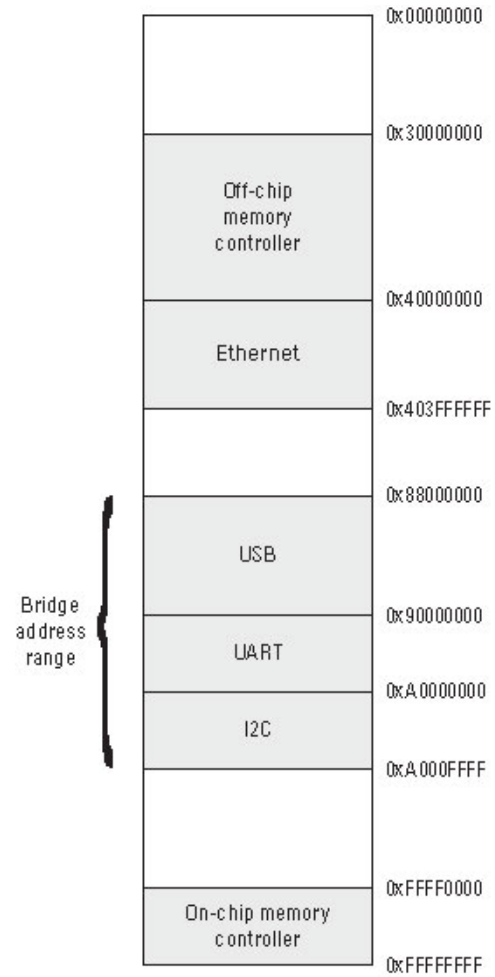 0x00000000
0x30000000
Off-chip
memory
controller
0x40000000
Ethernet
0x403FFFFFF
0x88000000
USB
Bridge
address
range
0x90000000
UART
0xA0000000
I2C
0xA000FFFF
0xFFFF0000
On-chip memory
controller
0xFFFFFFFF